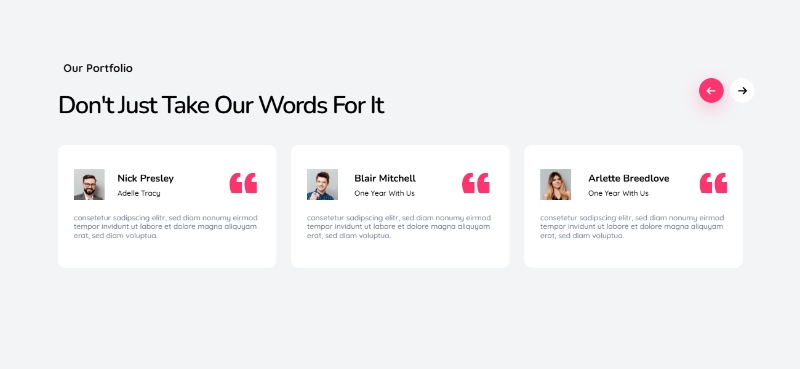 Our Portfolio
Don't Just Take Our Words For It
Nick Presley
Adelle Tracy
consetetur sadipscing elitr, sed diam nonumy eirmod
tempor invidunt ut labore et dolore magna aliquyam
erat, sed diam voluptua.
Blair Mitchell
One Year With Us
consetetur sadipscing elitr, sed diam nonumy eirmod
tempor invidunt ut labore et dolore magna aliquyam
erat, sed diam voluptua.
Arlette Breedlove
One Year With Us
consetetur sadipscing elitr, sed diam nonumy eirmod
tempor invidunt ut labore et dolore magna aliquyam
erat, sed diam voluptua.